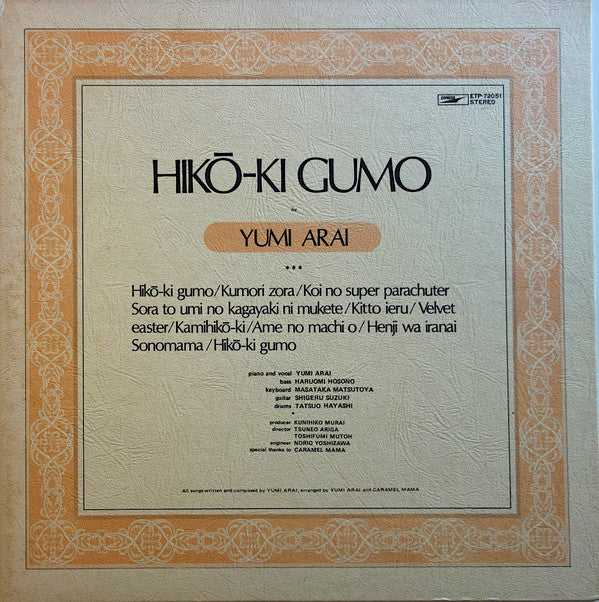 EXPRESS
ETP-72051
STEREO
HIKŌ-KI GUMO
by
YUMI ARAI
***
Hikō-ki gumo/Kumori zora/Koi no super parachuter
Sora to umi no kagayaki ni mukete/Kitto ieru/Velvet
easter/Kamihikō-ki/Ame no machi o/Henji wa iranai
Sonomama/Hikō-ki gumo
piano and vocal YUMI ARAI
bass HARUOMI HOSONO
keyboard MASATAKA MATSUTOYA
guitar SHIGERU SUZUKI
drums TATSUO HAYASHI
*
producer KUNIHIKO MURAI
director TSUNEO ARIGA
TOSHIFUMI MUTOH
engineer NORIO YOSHIZAWA
special thanks to CARAMEL MAMA
All songs written and composed by YUMI ARAI, arranged by YUMI ARAI and CARAMEL MAMA